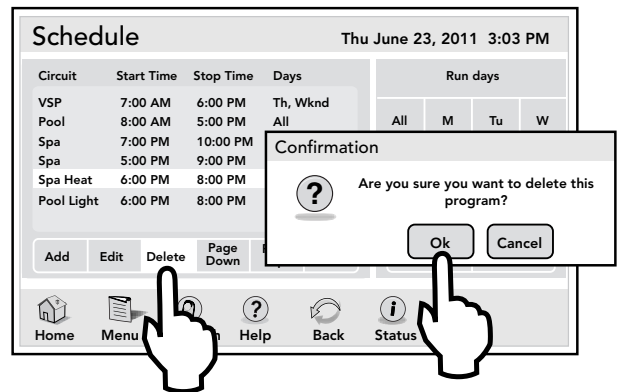 Schedule
Thu June 23, 2011 3:03 PM
Circuit Start Time Stop Time Days
VSP 7:00 AM 6:00 PM Th, Wknd
Pool 8:00 AM 5:00 PM All
Spa 7:00 PM 10:00 PM
Spa 5:00 PM 9:00 PM
Spa Heat 6:00 PM 8:00 PM
Pool Light 6:00 PM 8:00 PM
Run days
All M Tu W
Confirmation
?
Are you sure you want to delete this
program?
Ok Cancel
Add Edit Delete Page
Down
Home Menu Help Back Status